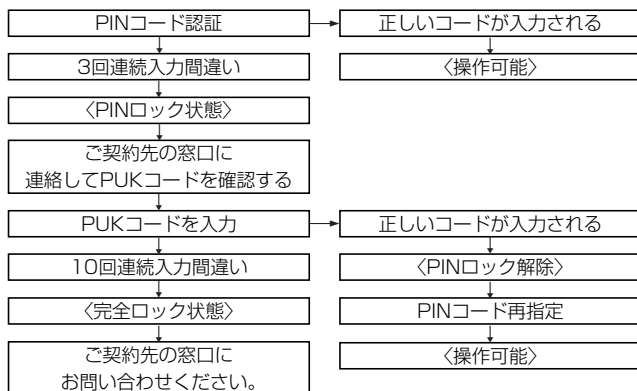 PINコード認証
正しいコードが入力される
3回連続入力間違い
〈操作可能〉
〈PINロック状態〉
ご契約先の窓口に
連絡してPUKコードを確認する
PUKコードを入力
正しいコードが入力される
10回連続入力間違い
〈PINロック解除〉
〈完全ロック状態〉
PINコード再指定
ご契約先の窓口に
お問い合わせください。
〈操作可能〉